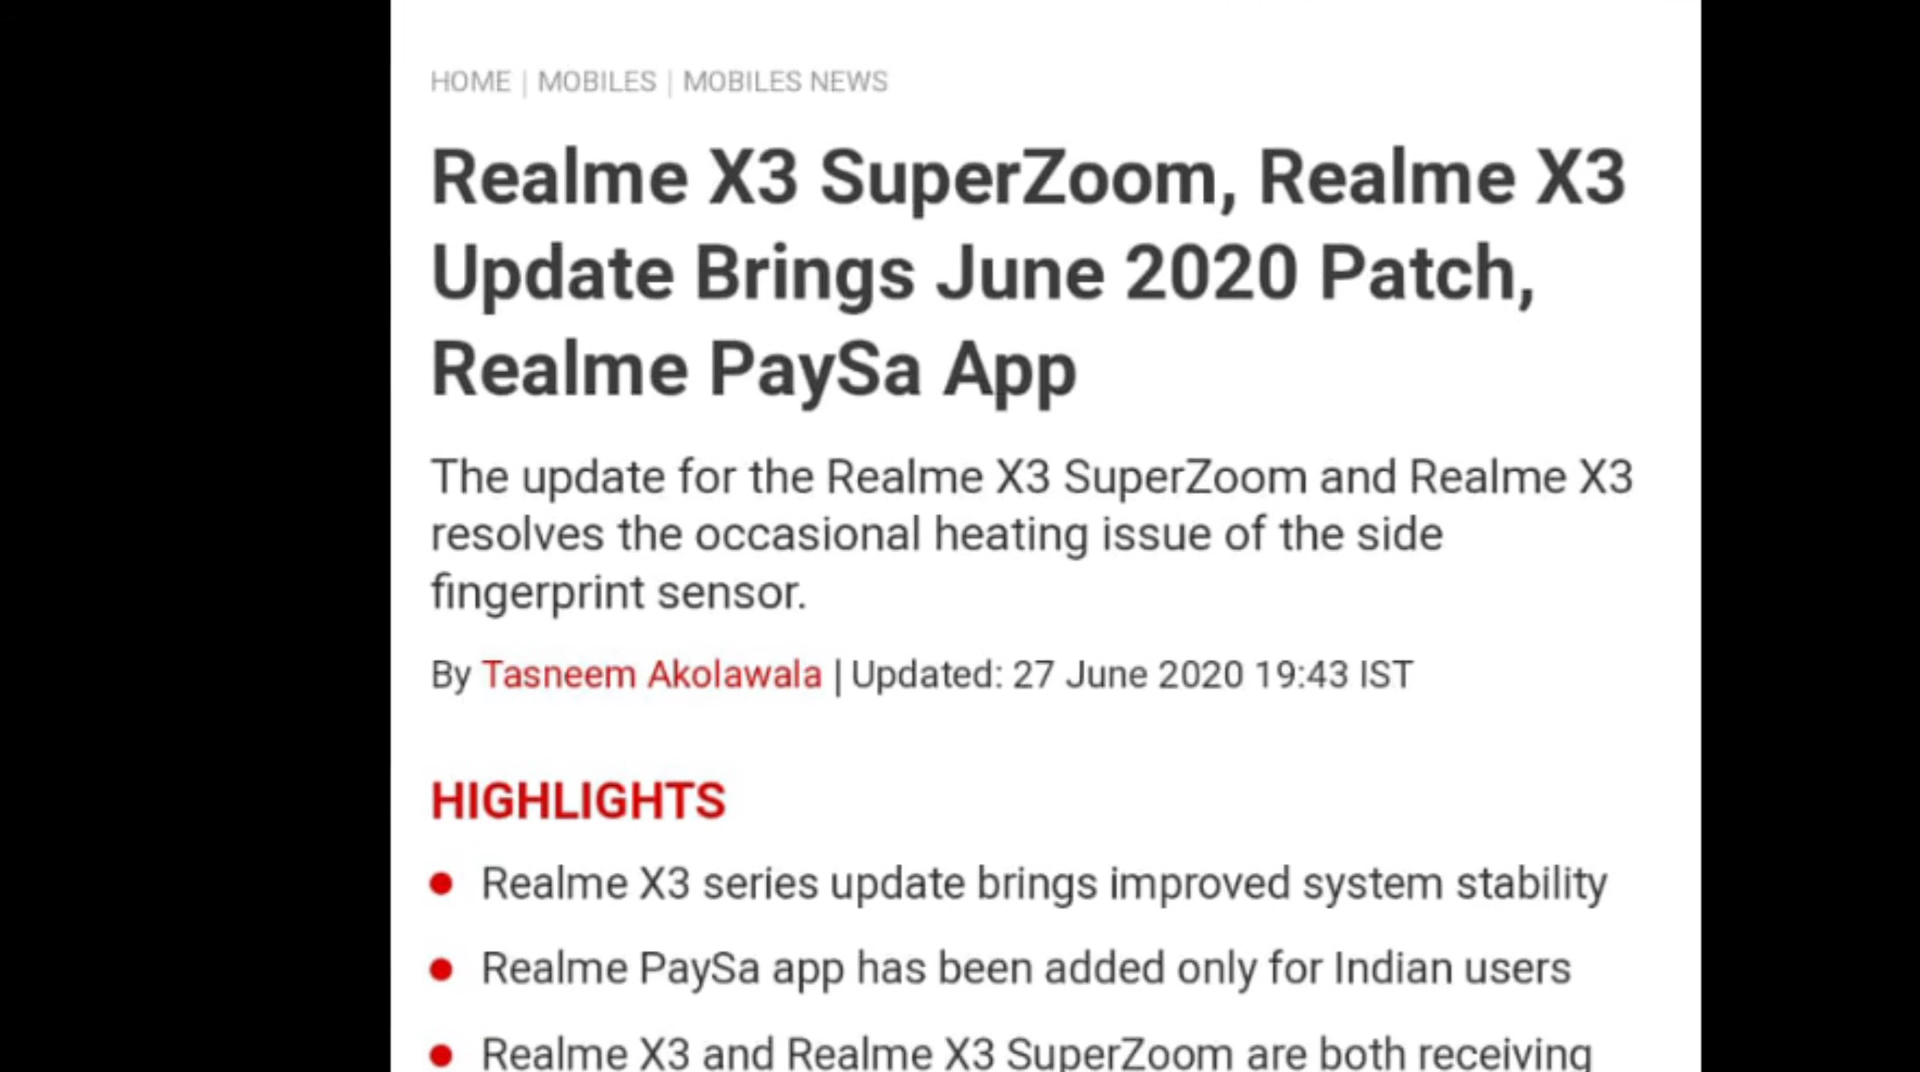 HOME | MOBILES | MOBILES NEWS
Realme X3 SuperZoom, Realme X3
Update Brings June 2020 Patch,
Realme PaySa App
The update for the Realme X3 SuperZoom and Realme X3
resolves the occasional heating issue of the side
fingerprint sensor.
By Tasneem Akolawala | Updated: 27 June 2020 19:43 IST
HIGHLIGHTS
Realme X3 series update brings improved system stability
Realme PaySa app has been added only for Indian users
Realme X3 and Realme X3 SuperZoom are both receiving